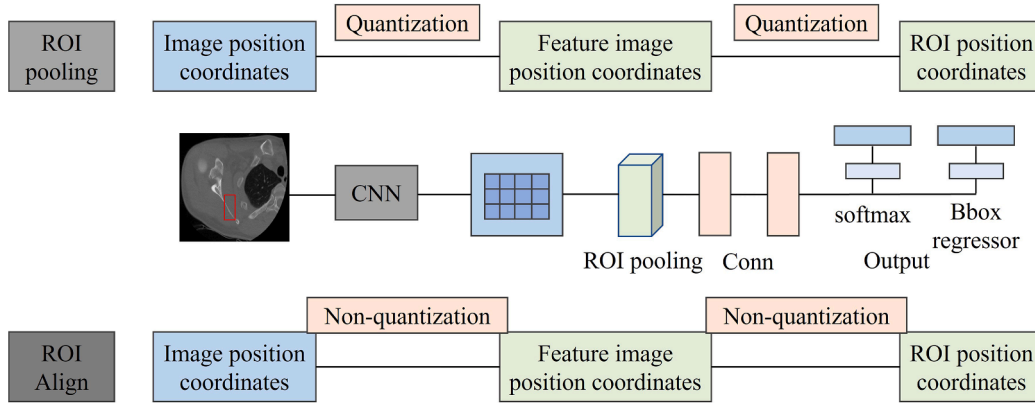 Quantization
Quantization
ROI
pooling
Image position
coordinates
Feature image
position coordinates
ROI position
coordinates
CNN
ROI pooling
Conn
softmax
Output
Bbox
regressor
Non-quantization
Non-quantization
ROI
Align
Image position
coordinates
Feature image
position coordinates
ROI position
coordinates